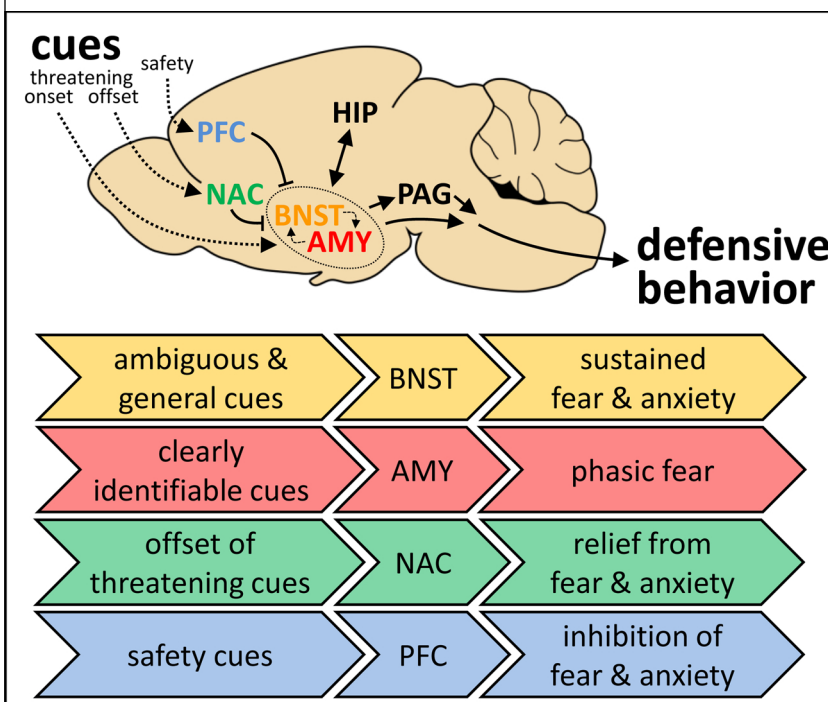 cues
safety
threatening
onset offset
PFC
HIP
NAC
PAG
BNST
AMY
defensive
behavior
ambiguous &
general cues
BNST
sustained
fear & anxiety
clearly
identifiable cues
AMY
phasic fear
offset of
threatening cues
NAC
relief from
fear & anxiety
safety cues
PFC
inhibition of
fear & anxiety